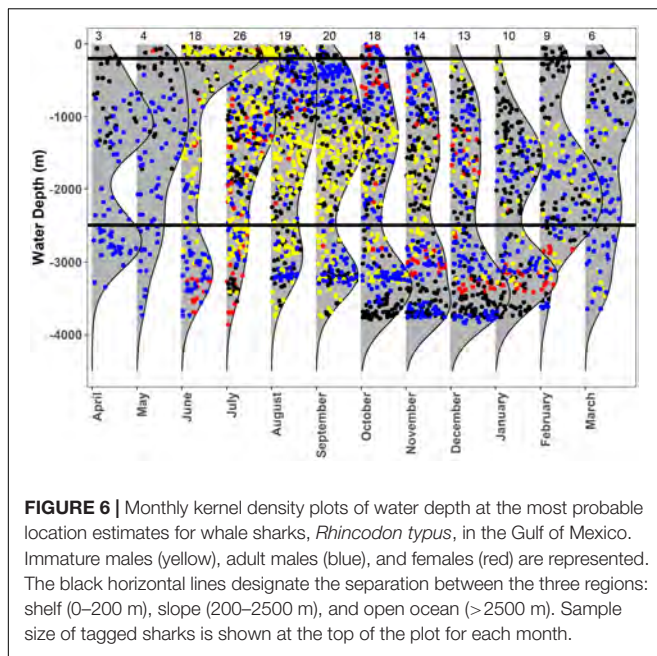 3 4 18 26 19 20 18 14 13 10 9 6
0
-1000
-2000
-3000
-4000
Water Depth (m)
April May June July August September October November December January February March
FIGURE 6 | Monthly kernel density plots of water depth at the most probable
location estimates for whale sharks, Rhincodon typus, in the Gulf of Mexico.
Immature males (yellow), adult males (blue), and females (red) are represented.
The black horizontal lines designate the separation between the three regions:
shelf (0–200 m), slope (200–2500 m), and open ocean (>2500 m). Sample
size of tagged sharks is shown at the top of the plot for each month.